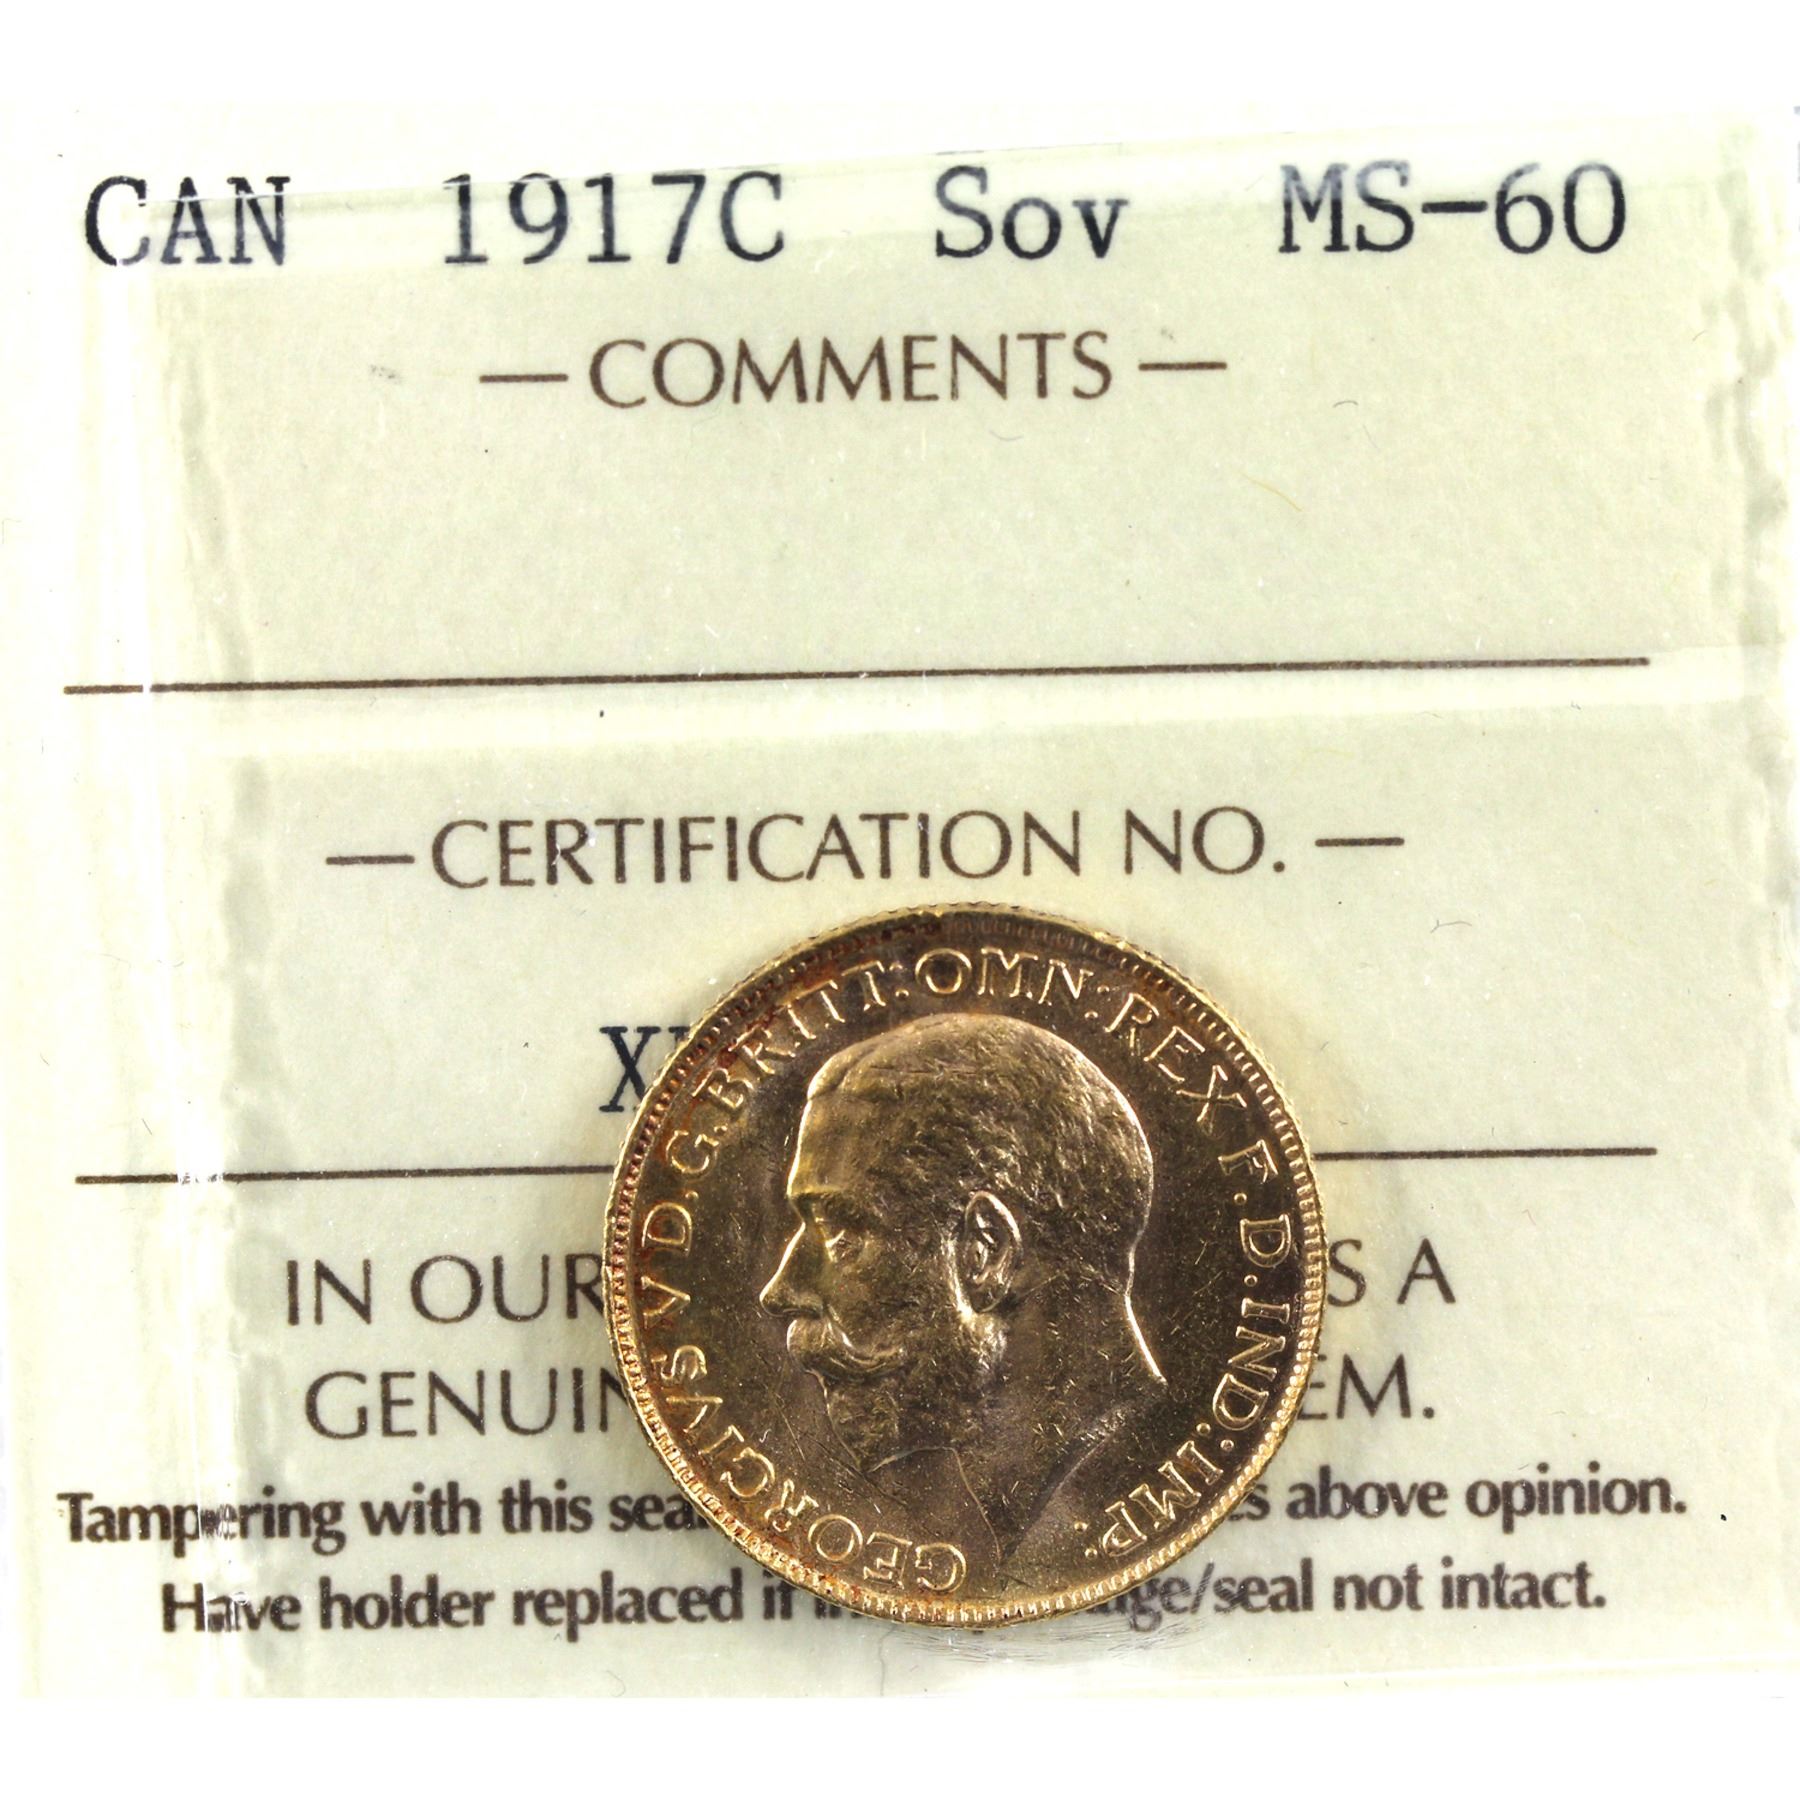 CAN 1917C Sov MS-60
— COMMENTS —
— CERTIFICATION NO. —
IN OUR S A
GENUIN EM.
Tampering with this sea s above opinion.
Have holder replaced if ge/seal not intact.
GEORGIVS V D.G. BRITT: OMN: REX F.D. IND: IMP: